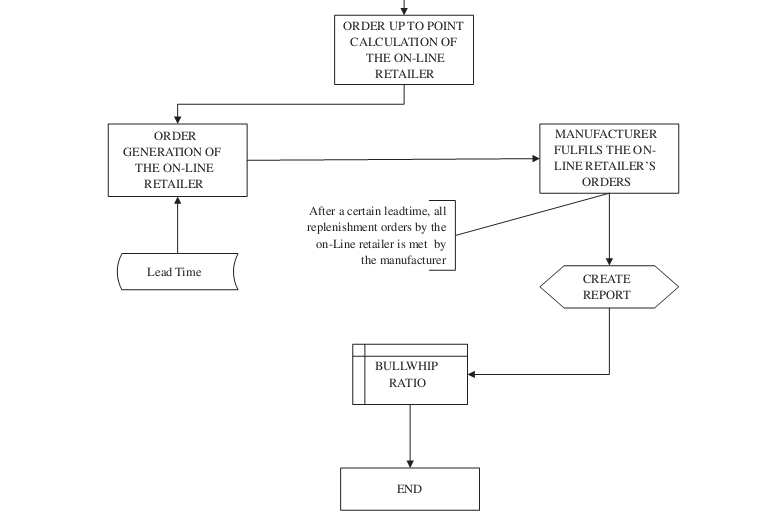 ORDER UP TO POINT
CALCULATION OF
THE ON-LINE
RETAILER
ORDER
GENERATION OF
THE ON-LINE
RETAILER
MANUFACTURER
FULFILS THE ON-
LINE RETAILER'S
ORDERS
After a certain leadtime, all
replenishment orders by the
on-Line retailer is met by
the manufacturer
Lead Time
CREATE
REPORT
BULLWHIP
RATIO
END